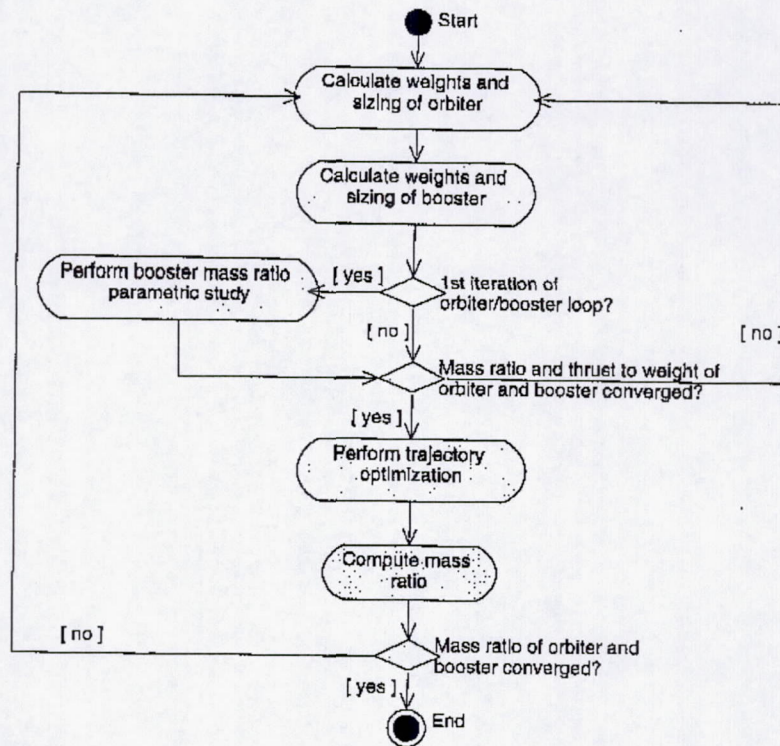 Start
Calculate weights and
sizing of orbiter
Calculate weights and
sizing of booster
[ yes ]
Perform booster mass ratio
parametric study
1st iteration of
orbiter/booster loop?
[ no ]
[ no ]
Mass ratio and thrust to weight of
orbiter and booster converged?
[ yes ]
Perform trajectory
optimization
Compute mass
ratio
[ no ]
Mass ratio of orbiter and
booster converged?
[ yes ]
End